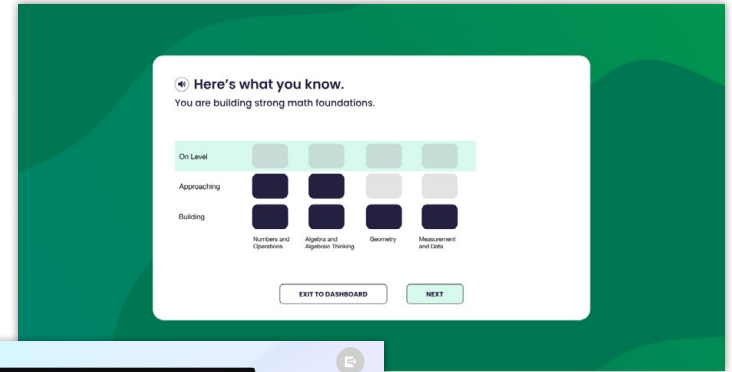 Here's what you know.
You are building strong math foundations.
On Level
Approaching
Building
Numbers and
Operations
Algebra and
Algebraic Thinking
Geometry
Measurement
and Data
EXIT TO DASHBOARD
NEXT